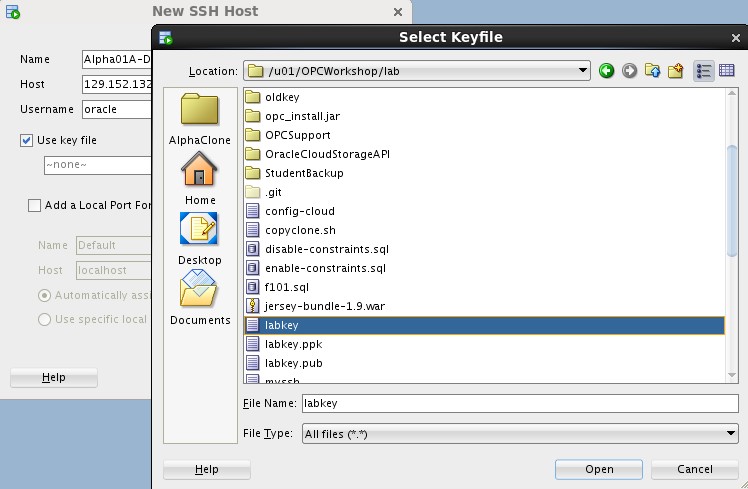 New SSH Host
Name
Alpha01A-D
Host
129.152.132
Username
oracle
Use key file
~none~
Add a Local Port For
Name
Default
Host
localhost
Automatically assi
Use specific local
Help
Select Keyfile
Location:
/u01/OPCWorkshop/lab
AlphaClone
Home
Desktop
Documents
oldkey
opc_install.jar
OPCSupport
OracleCloudStorageAPI
StudentBackup
.git
config-cloud
copyclone.sh
disable-constraints.sql
enable-constraints.sql
f101.sql
jersey-bundle-1.9.war
labkey
labkey.ppk
labkey.pub
myssh
File Name:
labkey
File Type:
All files (*.*)
Help
Open
Cancel